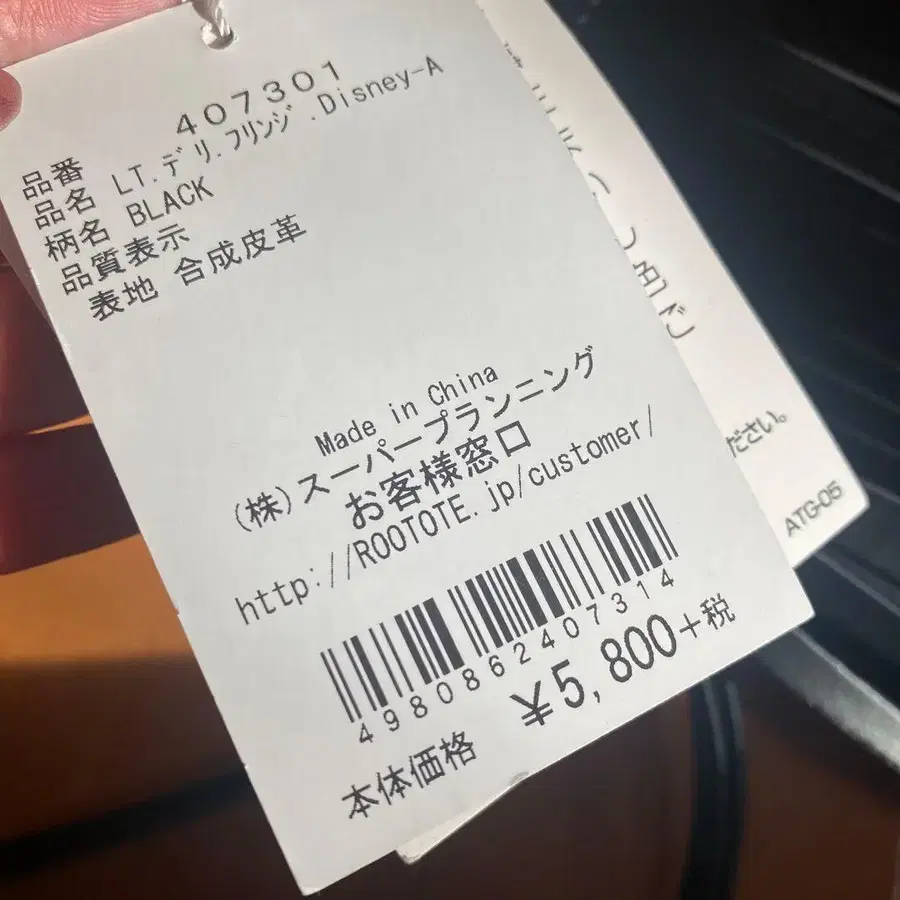 品番 407301
品名 LT.ﾃﾞﾘ.ﾌﾘﾝｼﾞ.Disney-A
柄名 BLACK
品質表示
表地 合成皮革
Made in China
(株)スーパープランニング
お客様窓口
http://ROOTOTE.jp/customer/
4980862407314
本体価格 ¥5,800+税
ださい。
ATG-05